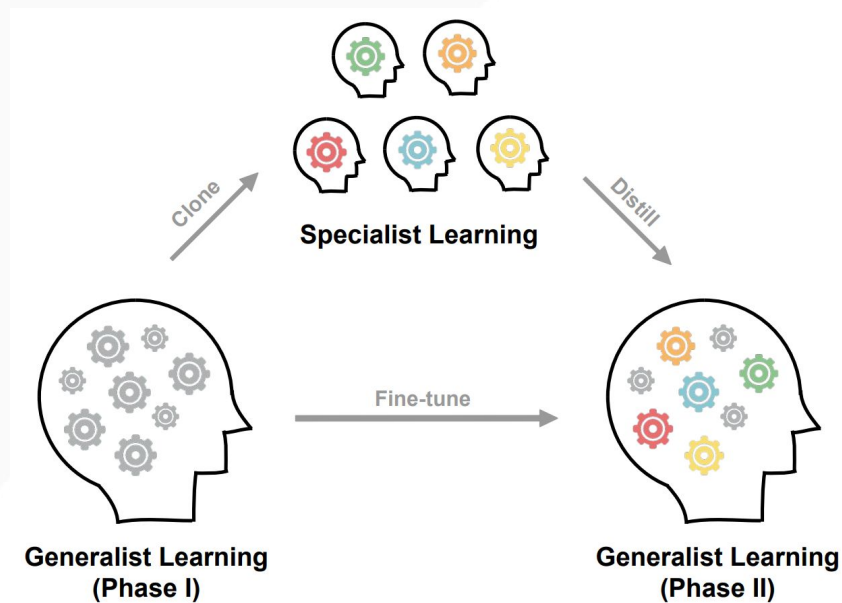 Clone
Specialist Learning
Distill
Fine-tune
Generalist Learning
(Phase I)
Generalist Learning
(Phase II)